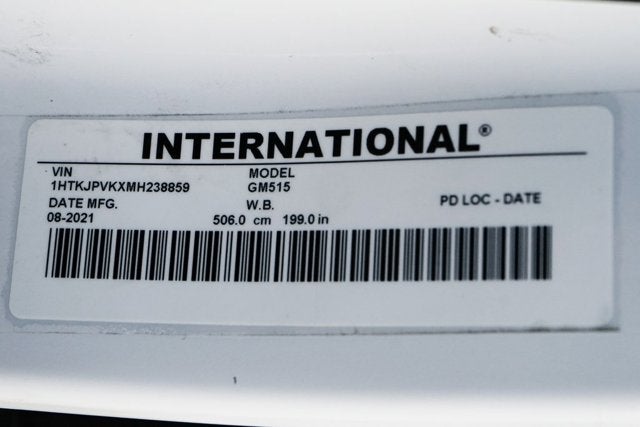 INTERNATIONAL®
VIN MODEL
1HTKJPVKXMH238859 GM515
DATE MFG. W.B. PD LOC - DATE
08-2021 506.0 cm 199.0 in